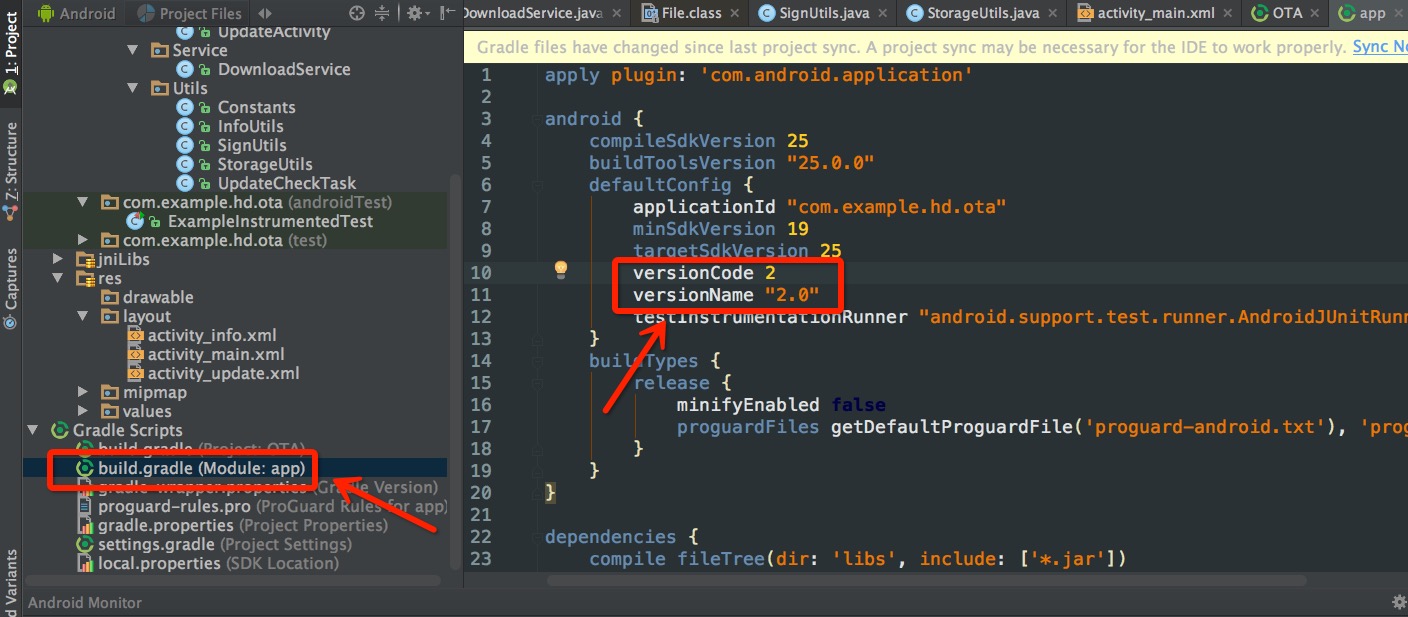 Android
Project Files
DownloadService.java
File.class
SignUtils.java
StorageUtils.java
activity_main.xml
OTA
app
1: Project
Z: Structure
Captures
Variants
UpdateActivity
Service
DownloadService
Utils
Constants
InfoUtils
SignUtils
StorageUtils
UpdateCheckTask
com.example.hd.ota (androidTest)
ExampleInstrumentedTest
com.example.hd.ota (test)
jniLibs
res
drawable
layout
activity_info.xml
activity_main.xml
activity_update.xml
mipmap
values
Gradle Scripts
build.gradle (Project: OTA)
build.gradle (Module: app)
gradle-wrapper.properties (Gradle Version)
proguard-rules.pro (ProGuard Rules for app)
gradle.properties (Project Properties)
settings.gradle (Project Settings)
local.properties (SDK Location)
Gradle files have changed since last project sync. A project sync may be necessary for the IDE to work properly. Sync
1 apply plugin: 'com.android.application'
2
3 android {
4 compileSdkVersion 25
5 buildToolsVersion "25.0.0"
6 defaultConfig {
7 applicationId "com.example.hd.ota"
8 minSdkVersion 19
9 targetSdkVersion 25
10 versionCode 2
11 versionName "2.0"
12 testInstrumentationRunner "android.support.test.runner.AndroidJUnitRunn
13 }
14 buildTypes {
15 release {
16 minifyEnabled false
17 proguardFiles getDefaultProguardFile('proguard-android.txt'), 'prog
18 }
19 }
20 }
21
22 dependencies {
23 compile fileTree(dir: 'libs', include: ['*.jar'])
Android Monitor